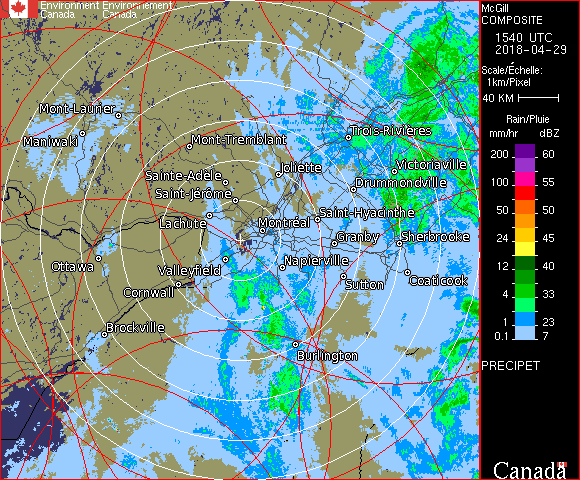 Environment Environnement
Canada Canada
Mont-Laurier
Maniwaki
Mont-Tremblant
Trois-Rivières
Sainte-Adèle
Joliette
Victoriaville
Saint-Jérôme
Drummondville
Lachute
Montréal
Saint-Hyacinthe
Granby
Sherbrooke
Ottawa
Valleyfield
Napierville
Cornwall
Sutton
Coaticook
Brockville
Burlington
McGill
COMPOSITE
1540 UTC
2018-04-29
Scale/Échelle:
1km/Pixel
40 KM
Rain/Pluie
mm/hr dBZ
200 60
100 55
50 50
24 45
12 40
4 33
1 23
0.1 7
PRECIPET
Canada